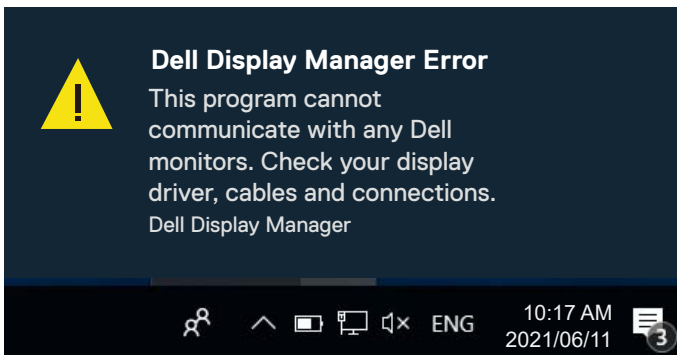 Dell Display Manager Error
This program cannot
communicate with any Dell
monitors. Check your display
driver, cables and connections.
Dell Display Manager
ENG
10:17 AM
2021/06/11
3